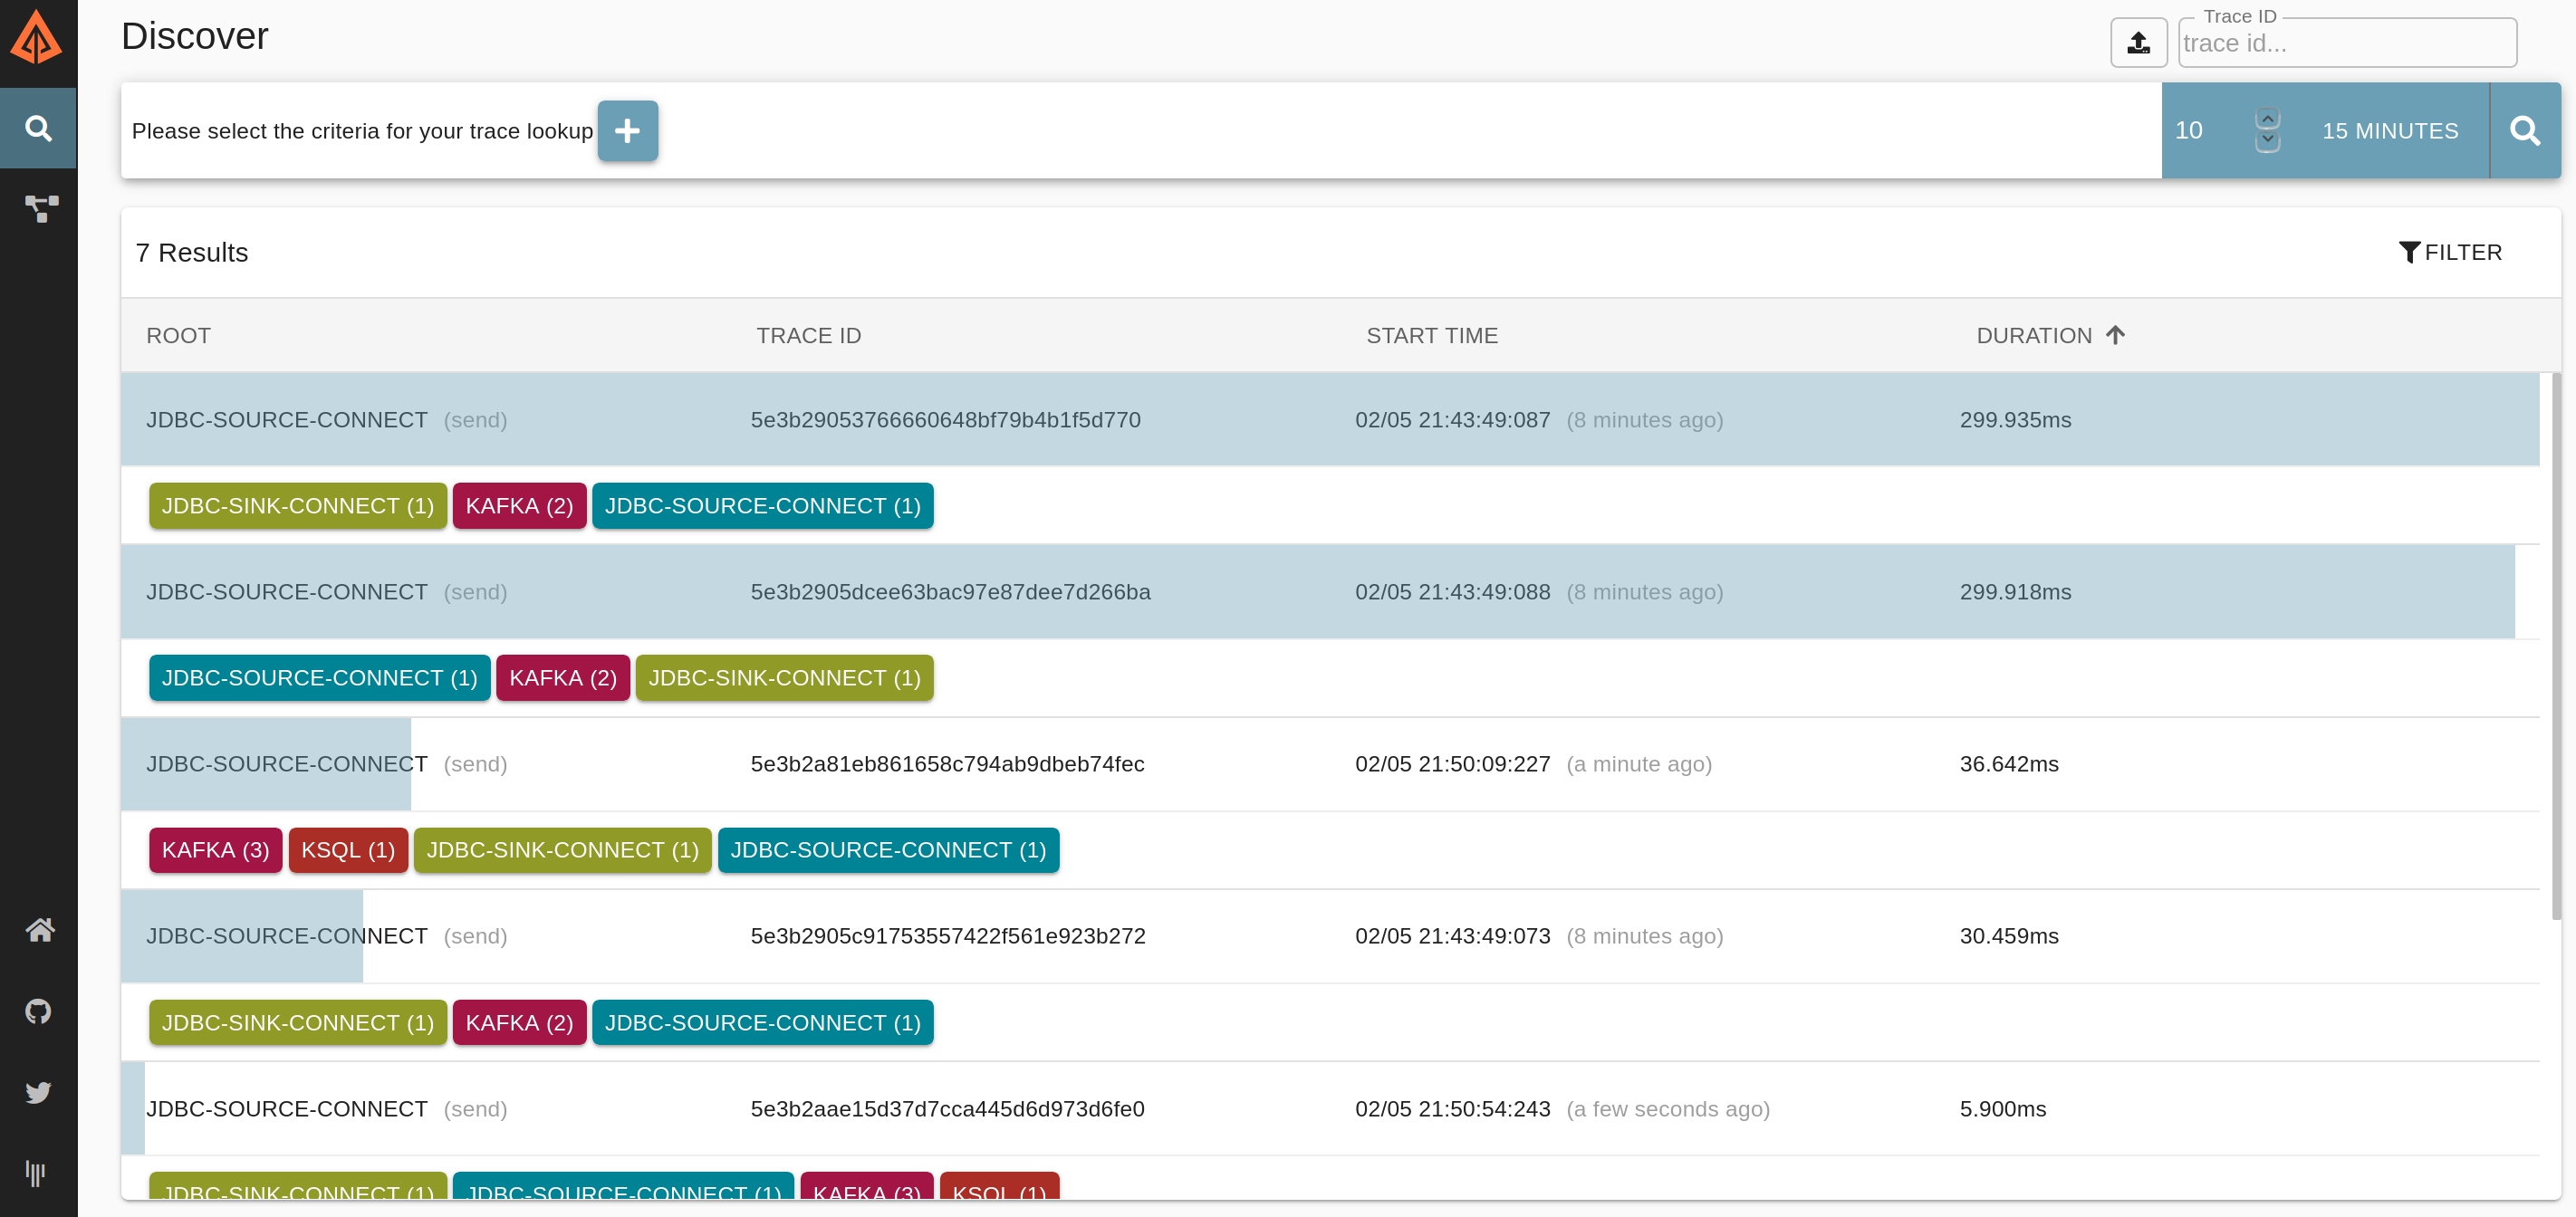 Discover
Trace ID
trace id...
Please select the criteria for your trace lookup
10
15 MINUTES
7 Results
FILTER
ROOT TRACE ID START TIME DURATION
JDBC-SOURCE-CONNECT (send) 5e3b29053766660648bf79b4b1f5d770 02/05 21:43:49:087 (8 minutes ago) 299.935ms
JDBC-SINK-CONNECT (1) KAFKA (2) JDBC-SOURCE-CONNECT (1)
JDBC-SOURCE-CONNECT (send) 5e3b2905dcee63bac97e87dee7d266ba 02/05 21:43:49:088 (8 minutes ago) 299.918ms
JDBC-SOURCE-CONNECT (1) KAFKA (2) JDBC-SINK-CONNECT (1)
JDBC-SOURCE-CONNECT (send) 5e3b2a81eb861658c794ab9dbeb74fec 02/05 21:50:09:227 (a minute ago) 36.642ms
KAFKA (3) KSQL (1) JDBC-SINK-CONNECT (1) JDBC-SOURCE-CONNECT (1)
JDBC-SOURCE-CONNECT (send) 5e3b2905c91753557422f561e923b272 02/05 21:43:49:073 (8 minutes ago) 30.459ms
JDBC-SINK-CONNECT (1) KAFKA (2) JDBC-SOURCE-CONNECT (1)
JDBC-SOURCE-CONNECT (send) 5e3b2aae15d37d7cca445d6d973d6fe0 02/05 21:50:54:243 (a few seconds ago) 5.900ms
JDBC-SINK-CONNECT (1) JDBC-SOURCE-CONNECT (1) KAFKA (3) KSQL (1)